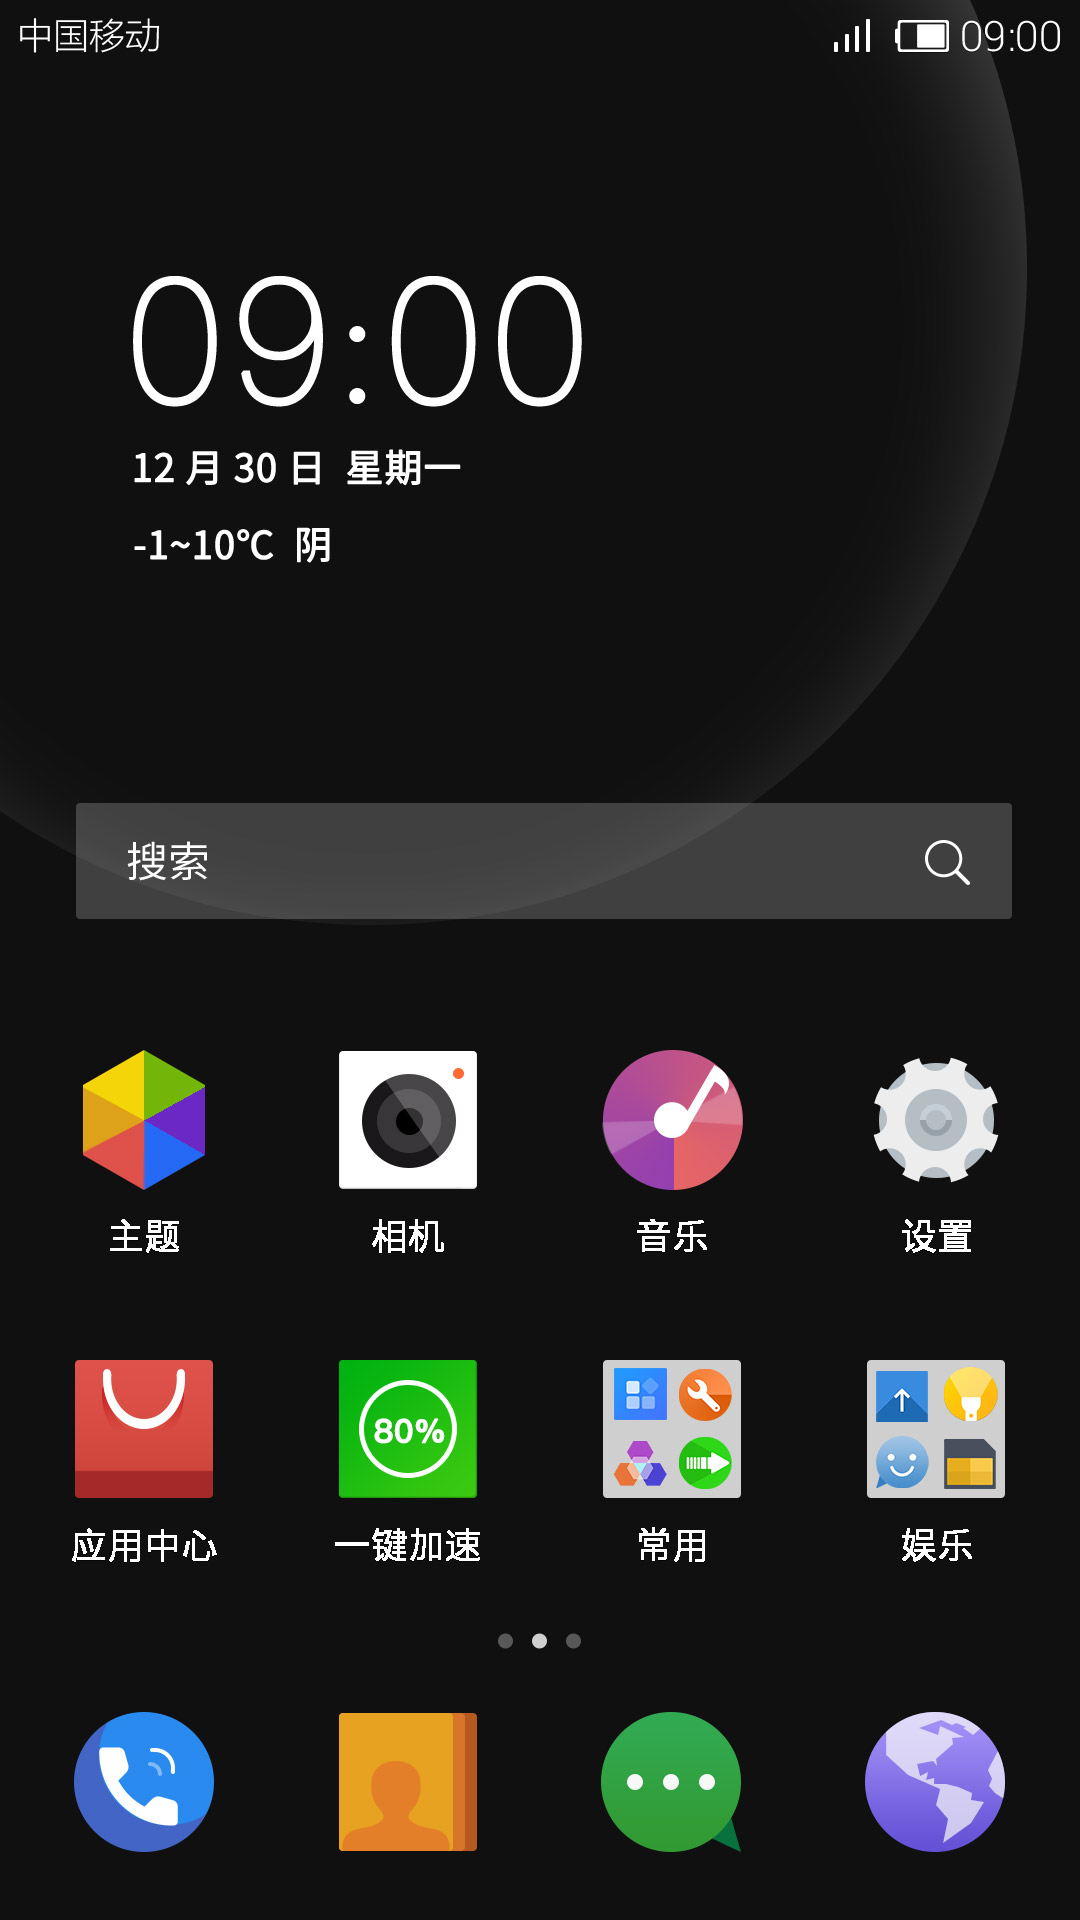 中国移动 09:00
09:00
12 月 30 日 星期一
-1~10℃ 阴
搜索
主题 相机 音乐 设置
80%
应用中心 一键加速 常用 娱乐